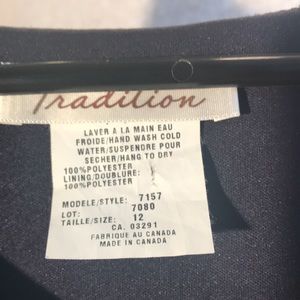 Tradition
LAVER A LA MAIN EAU
FROIDE/HAND WASH COLD
WATER/SUSPENDRE POUR
SECHER/HANG TO DRY
100%POLYESTER
LINING/DOUBLURE:
100%POLYESTER
MODELE/STYLE: 7157
LOT: 7080
TAILLE/SIZE: 12
CA. 03291
FABRIQUE AU CANADA
MADE IN CANADA